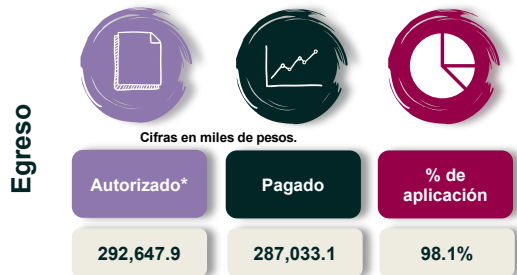 Egreso
Cifras en miles de pesos.
Autorizado*
Pagado
% de
aplicación
292,647.9
287,033.1
98.1%